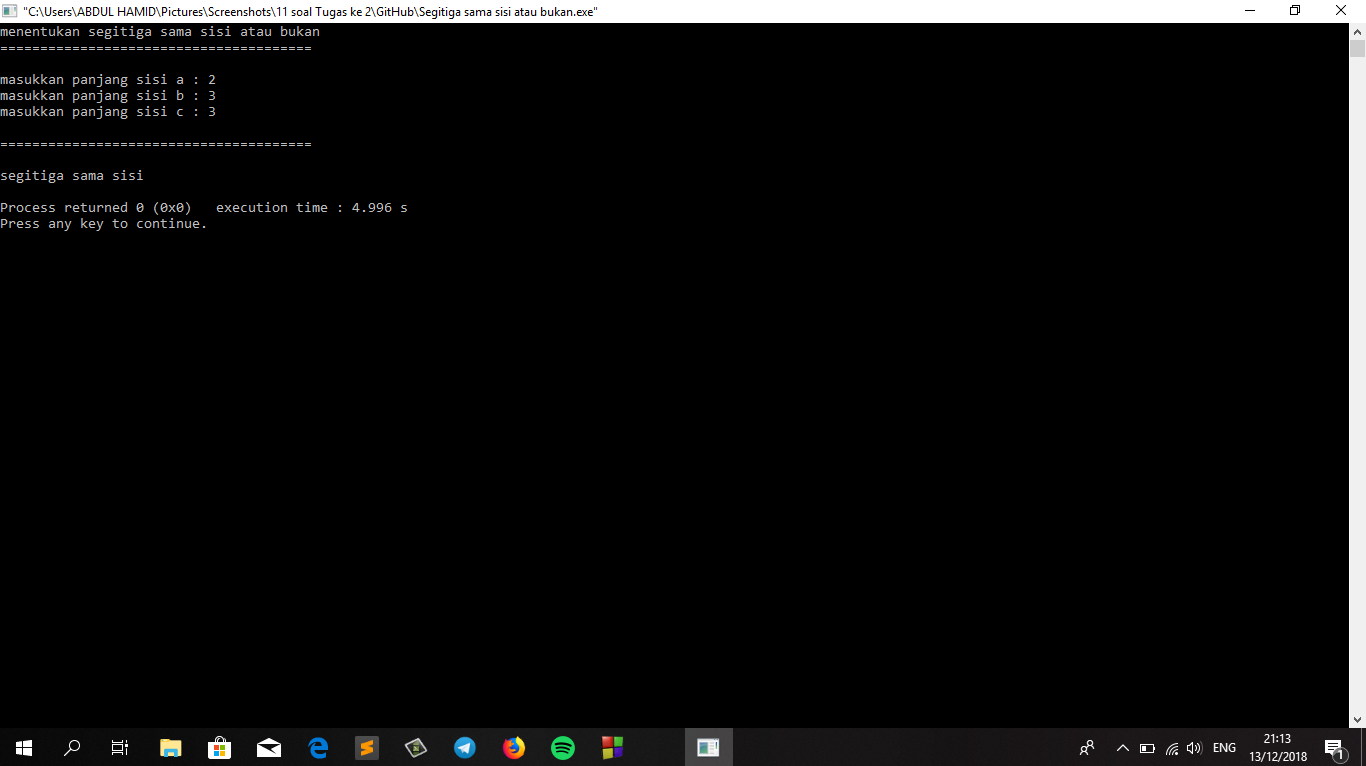 "C:\Users\ABDUL HAMID\Pictures\Screenshots\11 soal Tugas ke 2\GitHub\Segitiga sama sisi atau bukan.exe"
menentukan segitiga sama sisi atau bukan
=======================================
masukkan panjang sisi a : 2
masukkan panjang sisi b : 3
masukkan panjang sisi c : 3
=======================================
segitiga sama sisi
Process returned 0 (0x0)   execution time : 4.996 s
Press any key to continue.
ENG
21:13
13/12/2018
1